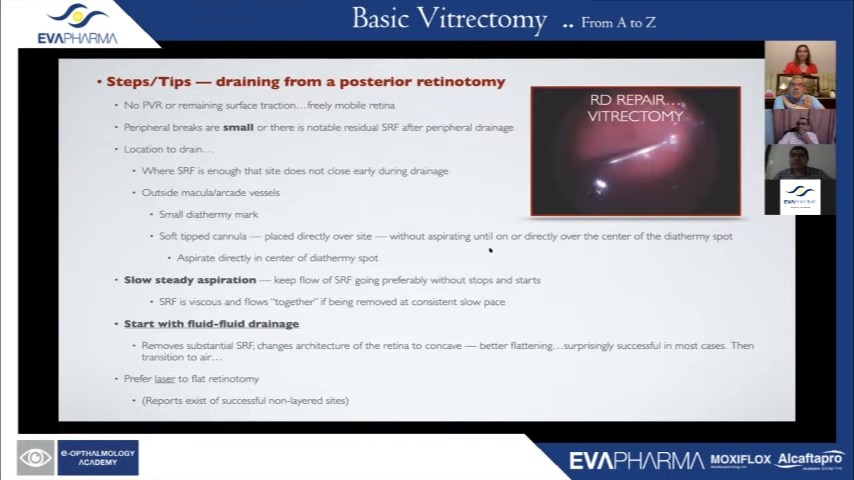 Basic Vitrectomy .. From A to Z
EVAPHARMA
• Steps/Tips — draining from a posterior retinotomy
• No PVR or remaining surface traction…freely mobile retina
• Peripheral breaks are small or there is notable residual SRF after peripheral drainage
• Location to drain…
• Where SRF is enough that site does not close early during drainage
• Outside macula/arcade vessels
• Small diathermy mark
• Soft tipped cannula — placed directly over site — without aspirating until on or directly over the center of the diathermy spot
• Aspirate directly in center of diathermy spot
• Slow steady aspiration — keep flow of SRF going preferably without stops and starts
• SRF is viscous and flows "together" if being removed at consistent slow pace
• Start with fluid-fluid drainage
• Removes substantial SRF, changes architecture of the retina to concave — better flattening…surprisingly successful in most cases. Then
transition to air…
• Prefer laser to flat retinotomy
• (Reports exist of successful non-layered sites)
RD REPAIR…
VITRECTOMY
EVAPHARMA
e-OPTHALMOLOGY
ACADEMY
EVAPHARMA MOXIFLOX Alcaftapro